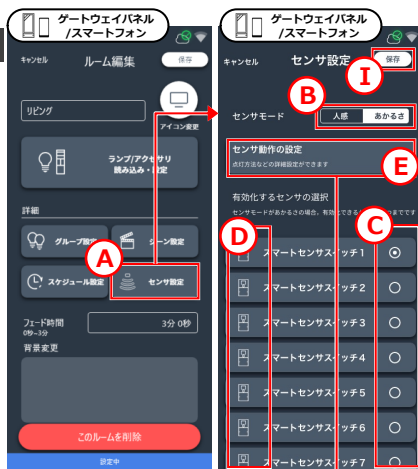 ゲートウェイパネル
/スマートフォン
キャンセル
ルーム編集
保存
リビング
アイコン変更
ランプ/アクセサリ
読み込み・設定
詳細
グループ設定
シーン設定
A
スケジュール設定
センサ設定
フェード時間
0秒~3分
3分 0秒
背景変更
このルームを削除
設定中
ゲートウェイパネル
/スマートフォン
キャンセル
センサ設定
保存
I
B
センサモード
人感
あかるさ
センサ動作の設定
点灯方法などの詳細設定ができます
E
有効化するセンサの選択
センサモードがあかるさの場合、有効化できる
つまでです
D
C
スマートセンサスイッチ1
スマートセンサスイッチ2
スマートセンサスイッチ3
スマートセンサスイッチ4
スマートセンサスイッチ5
スマートセンサスイッチ6
スマートセンサスイッチ7